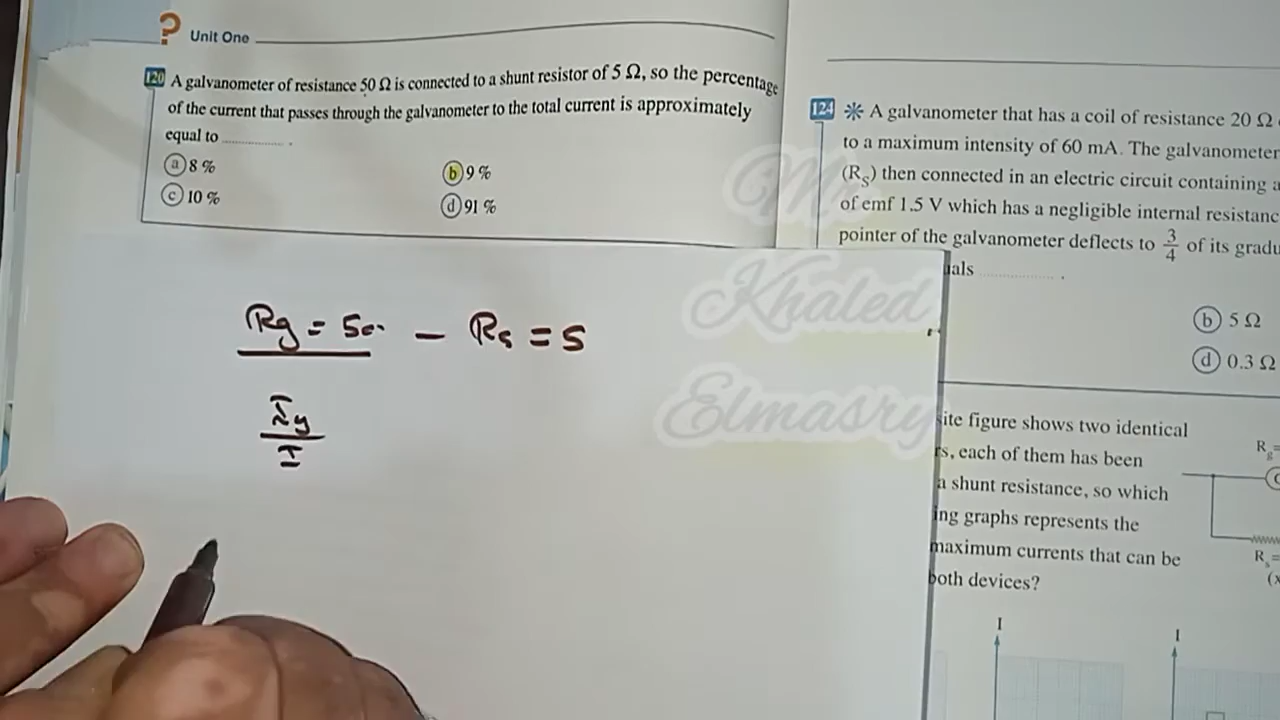 Unit One
120 A galvanometer of resistance 50 Ω is connected to a shunt resistor of 5 Ω, so the percentage
of the current that passes through the galvanometer to the total current is approximately
equal to ............... .
a 8 %
b 9 %
c 10 %
d 91 %
Rg = 50 - Rs = 5
Ig
I
124 * A galvanometer that has a coil of resistance 20 Ω
to a maximum intensity of 60 mA. The galvanometer
(RS) then connected in an electric circuit containing a
of emf 1.5 V which has a negligible internal resistanc
pointer of the galvanometer deflects to 3/4 of its gradu
uals ............... .
b 5 Ω
d 0.3 Ω
site figure shows two identical
rs, each of them has been
a shunt resistance, so which
ing graphs represents the
maximum currents that can be
both devices?
Rg=
Rs=
(x
I
I
Mr
Khaled
Elmasry